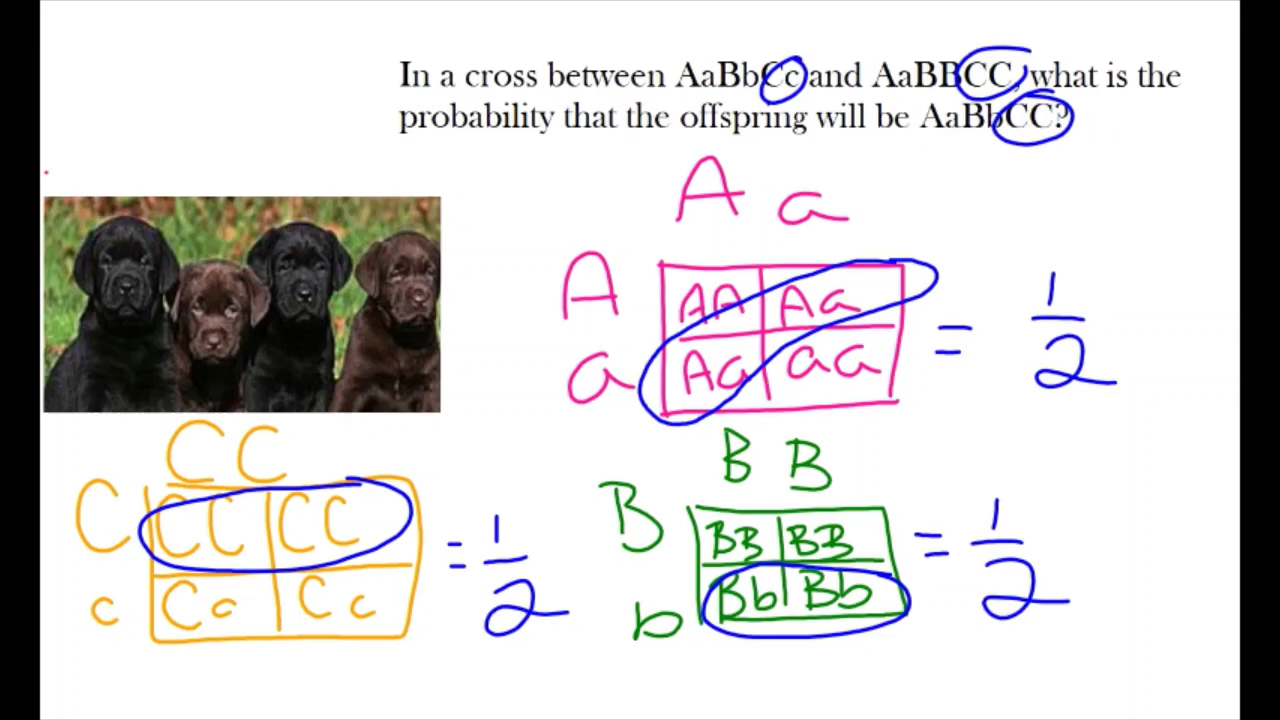 In a cross between AaBbCc and AaBBCC, what is the
probability that the offspring will be AaBbCC?
A a
A AA Aa
a Aa aa
= 1/2
C C
C CC CC
c Cc Cc
= 1/2
B B
B BB BB
b Bb Bb
= 1/2